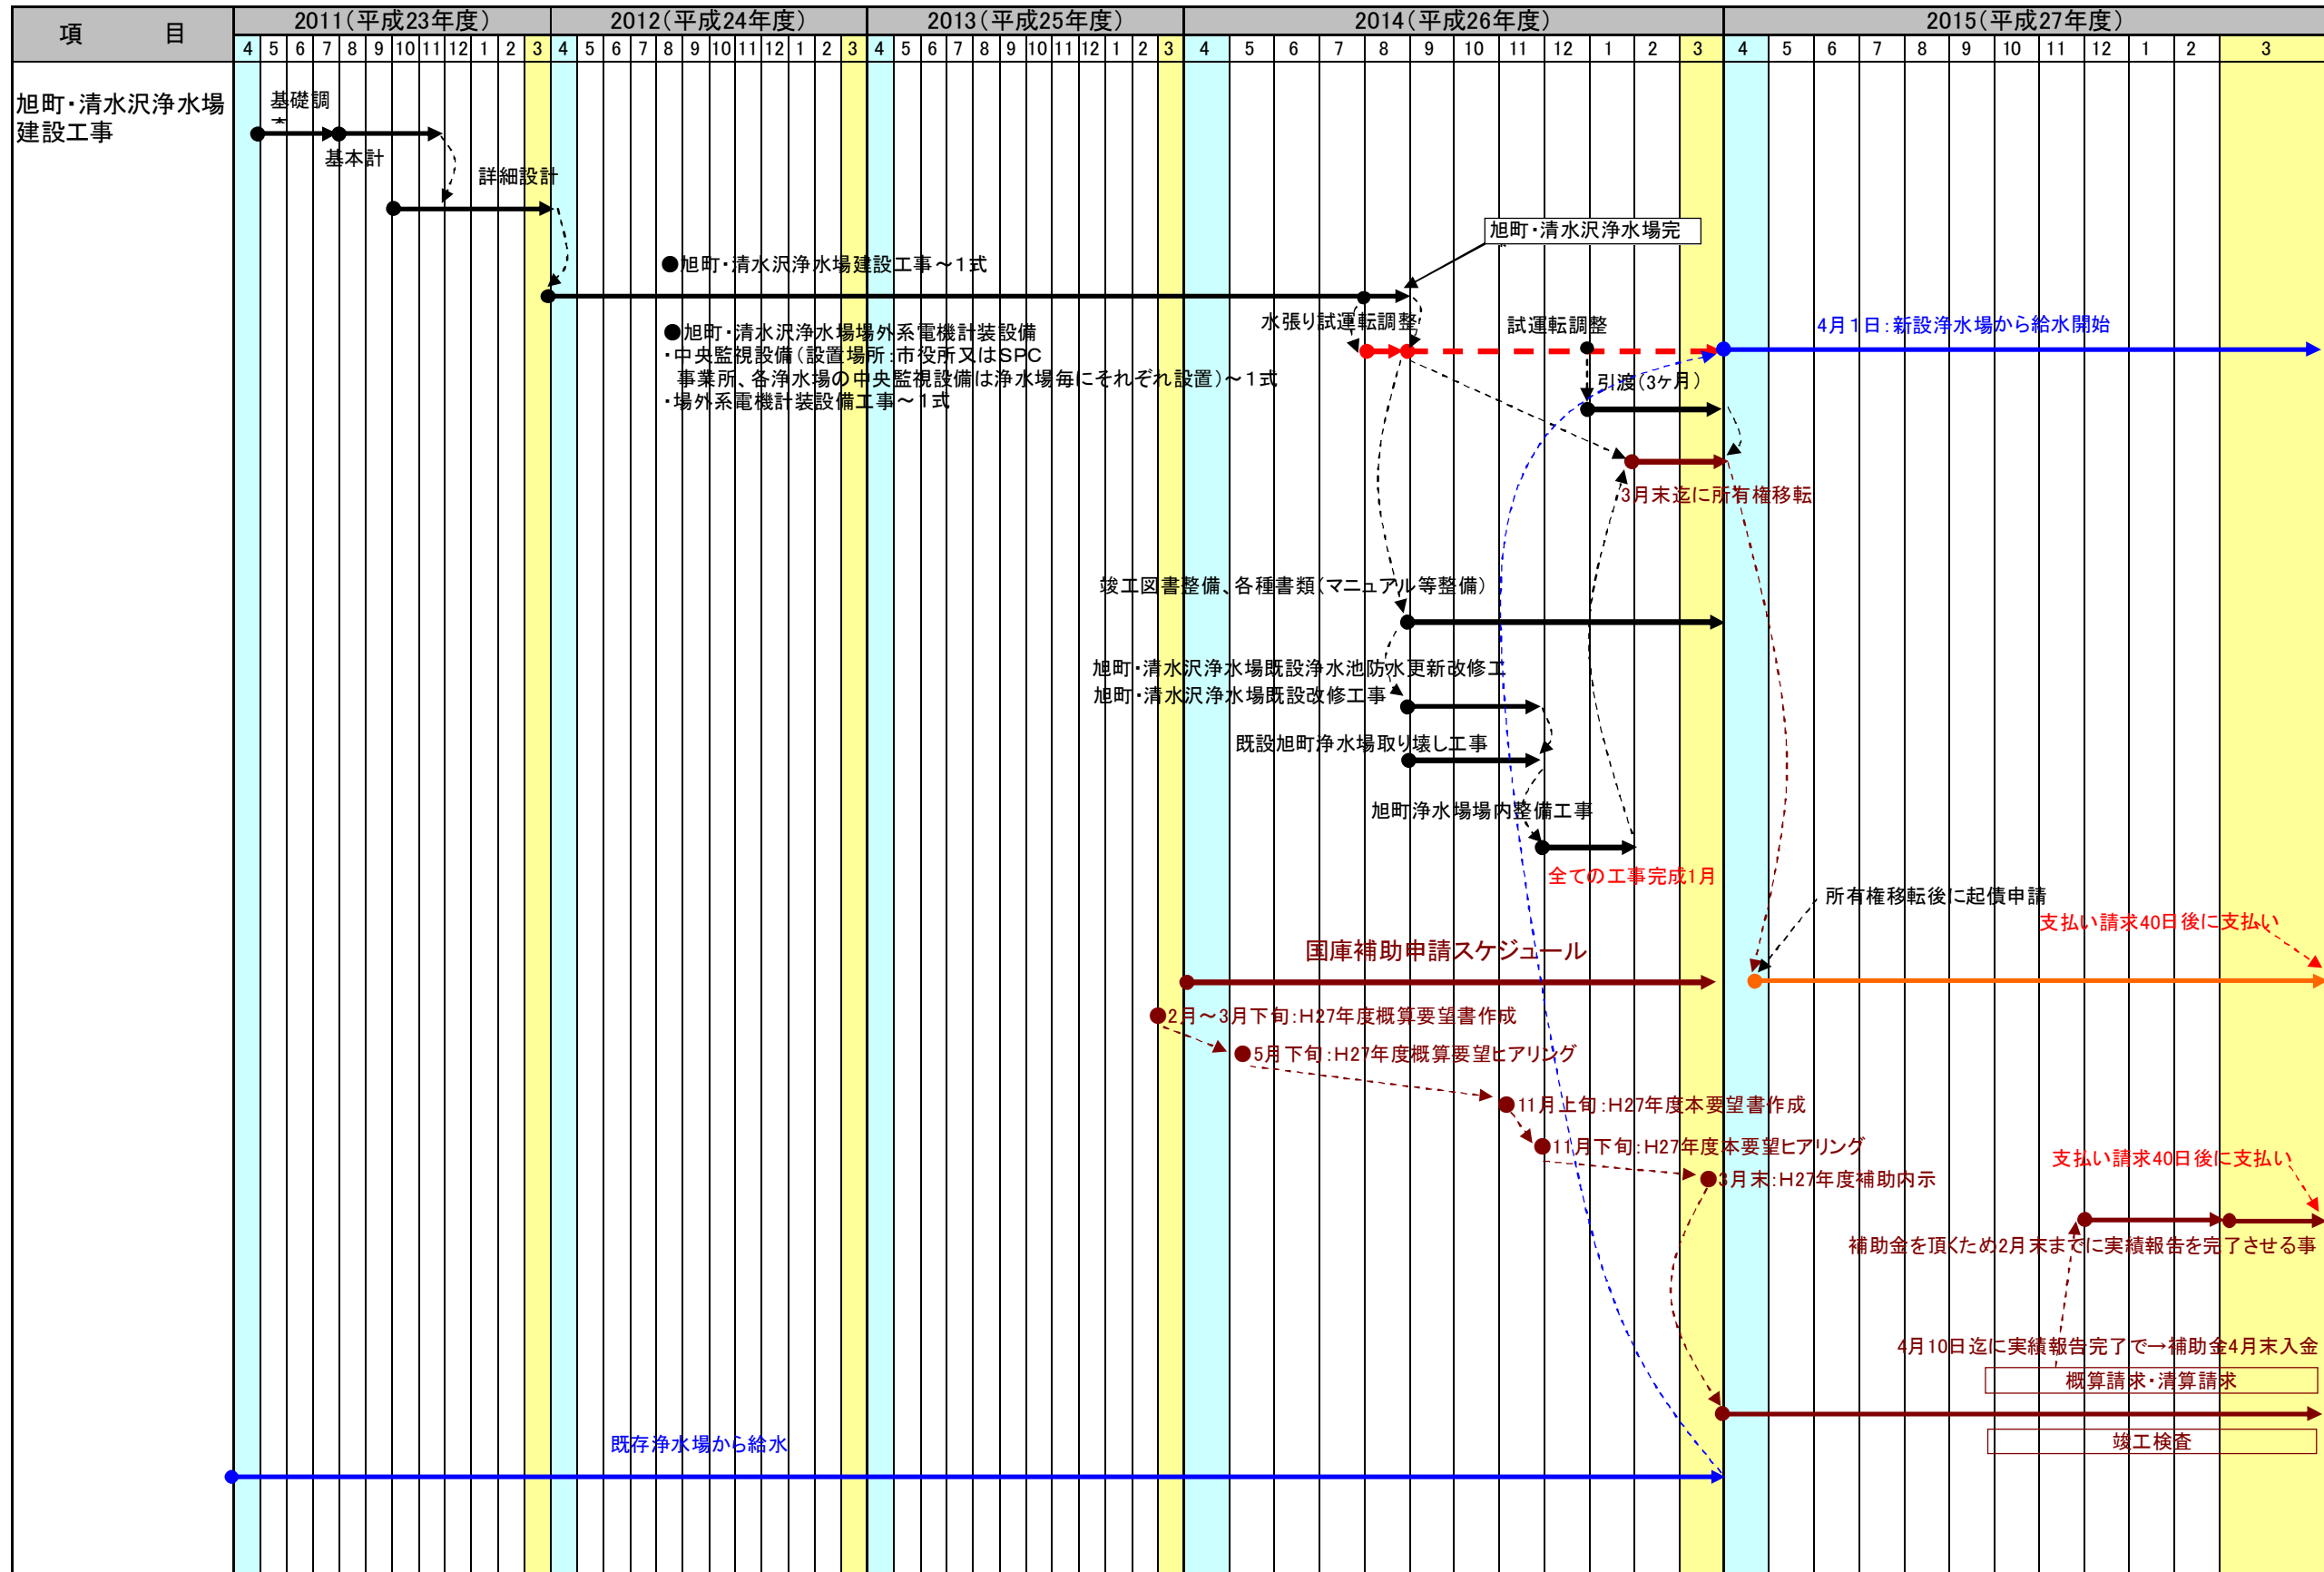 項　目
2011（平成23年度）
2012（平成24年度）
2013（平成25年度）
2014（平成26年度）
2015（平成27年度）
4 5 6 7 8 9 10 11 12 1 2 3 4 5 6 7 8 9 10 11 12 1 2 3 4 5 6 7 8 9 10 11 12 1 2 3 4 5 6 7 8 9 10 11 12 1 2 3 4 5 6 7 8 9 10 11 12 1 2 3
旭町・清水沢浄水場
建設工事
基礎調
基本計
詳細設計
旭町・清水沢浄水場完
●旭町・清水沢浄水場建設工事～1式
●旭町・清水沢浄水場場外系電機計装設備
・中央監視設備（設置場所：市役所又はSPC
事業所、各浄水場の中央監視設備は浄水場毎にそれぞれ設置）～1式
・場外系電機計装設備工事～1式
水張り試運転調整
試運転調整
4月1日：新設浄水場から給水開始
引渡（3ヶ月）
3月末迄に所有権移転
竣工図書整備、各種書類（マニュアル等整備）
旭町・清水沢浄水場既設浄水池防水更新改修工
旭町・清水沢浄水場既設改修工事
既設旭町浄水場取り壊し工事
旭町浄水場場内整備工事
全ての工事完成1月
所有権移転後に起債申請
支払い請求40日後に支払い
国庫補助申請スケジュール
●2月～3月下旬：H27年度概算要望書作成
●5月下旬：H27年度概算要望ヒアリング
●11月上旬：H27年度本要望書作成
●11月下旬：H27年度本要望ヒアリング
●3月末：H27年度補助内示
支払い請求40日後に支払い
補助金を頂くため2月末までに実績報告を完了させる事
4月10日迄に実績報告完了で→補助金4月末入金
概算請求・清算請求
竣工検査
既存浄水場から給水